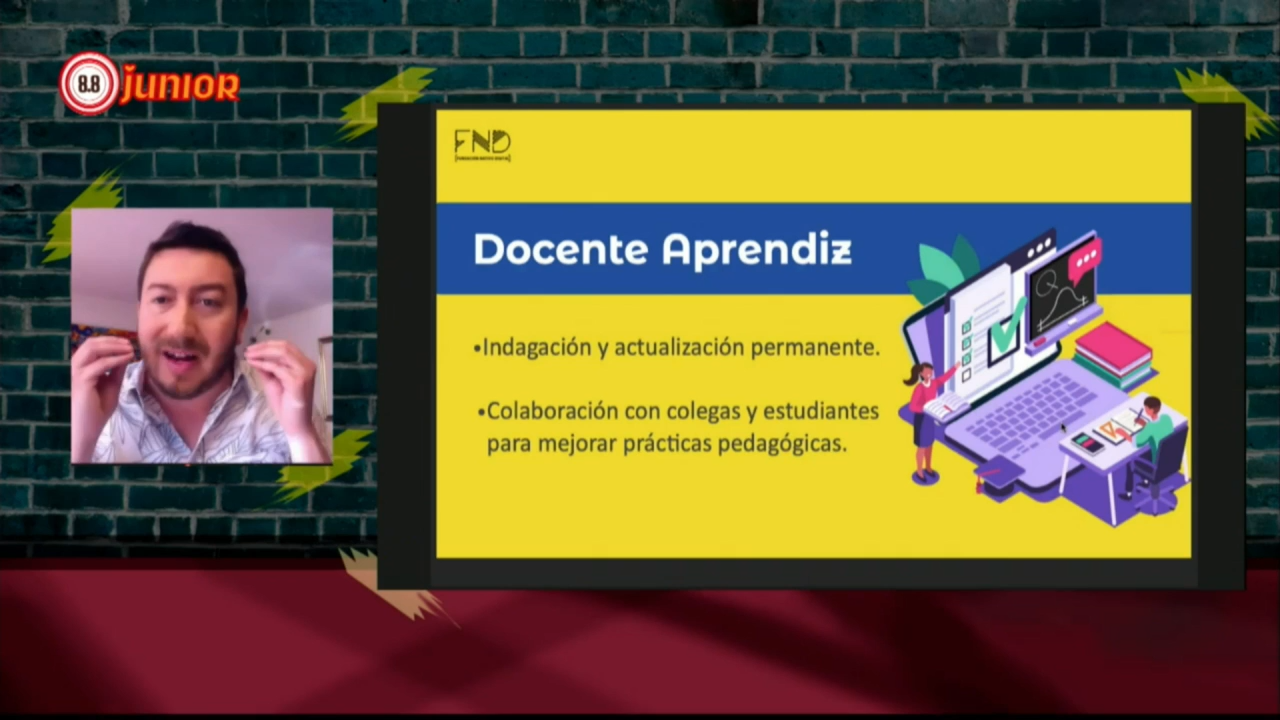 8.8 JUNIOR
FND
Docente Aprendiz
•Indagación y actualización permanente.
•Colaboración con colegas y estudiantes
para mejorar prácticas pedagógicas.